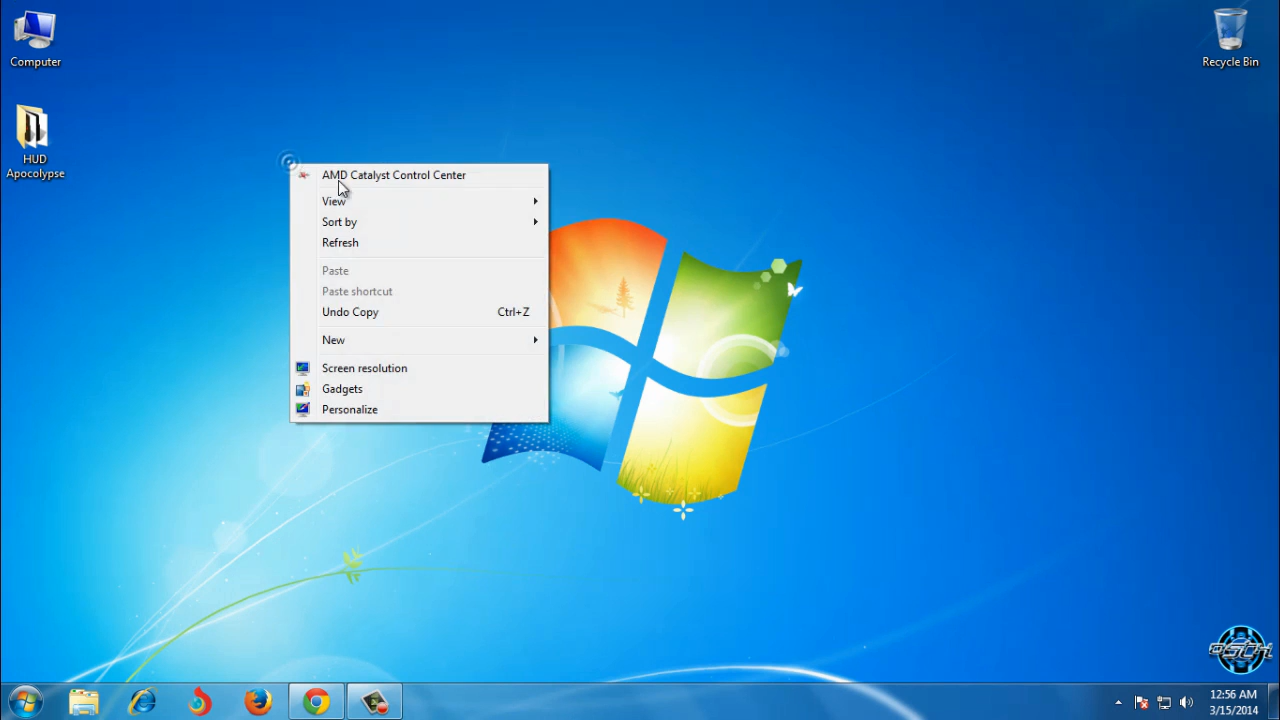 Computer
HUD
Apocolypse
Recycle Bin
AMD Catalyst Control Center
View
Sort by
Refresh
Paste
Paste shortcut
Undo Copy Ctrl+Z
New
Screen resolution
Gadgets
Personalize
12:56 AM
3/15/2014